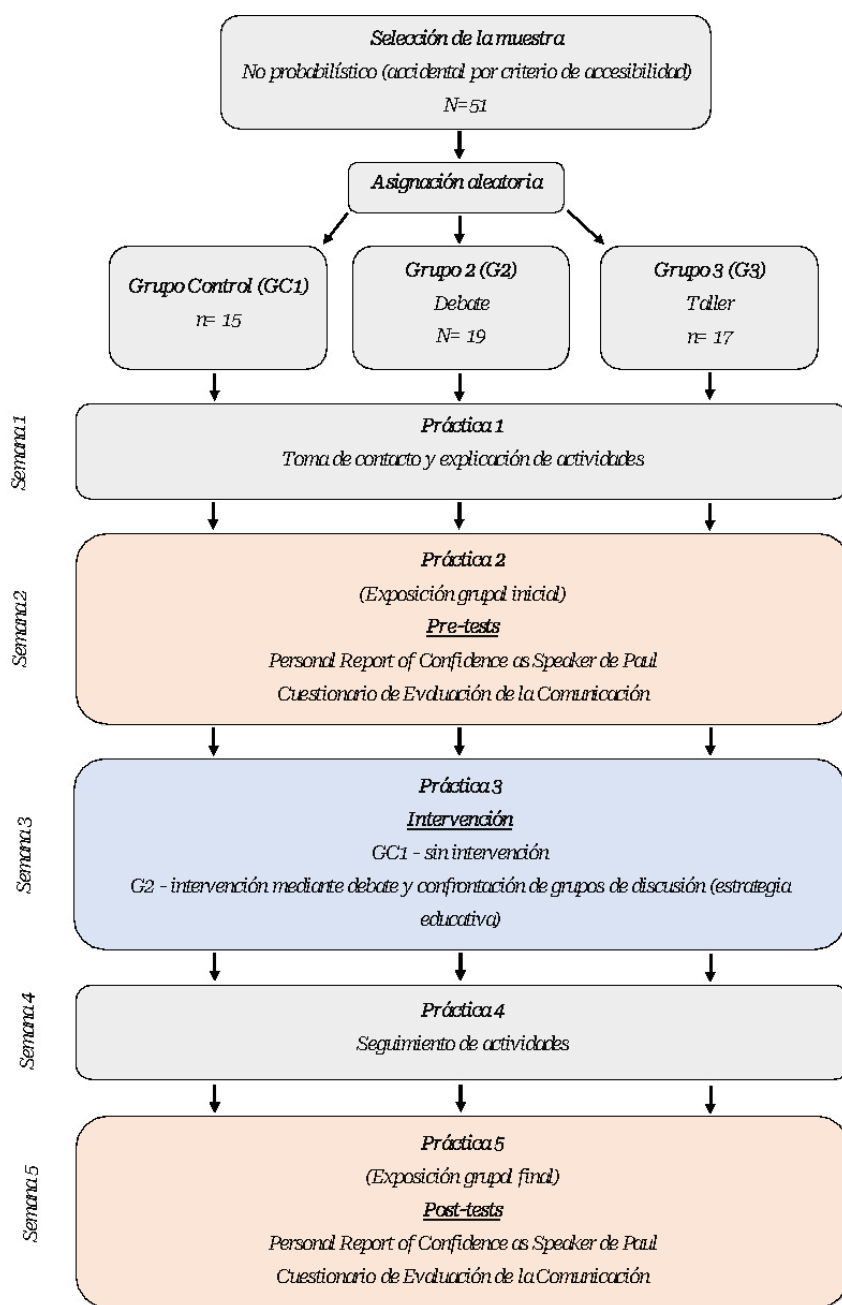 Selección de la muestra
No probabilístico (accidental por criterio de accesibilidad)
N=51
Asignación aleatoria
Grupo Control (GC1)
n= 15
Grupo 2 (G2)
Debate
N= 19
Grupo 3 (G3)
Taller
n= 17
Semana 1
Práctica 1
Toma de contacto y explicación de actividades
Semana 2
Práctica 2
(Exposición grupal inicial)
Pre-tests
Personal Report of Confidence as Speaker de Paul
Cuestionario de Evaluación de la Comunicación
Semana 3
Práctica 3
Intervención
GC1 - sin intervención
G2 - intervención mediante debate y confrontación de grupos de discusión (estrategia
educativa)
Semana 4
Práctica 4
Seguimiento de actividades
Semana 5
Práctica 5
(Exposición grupal final)
Post-tests
Personal Report of Confidence as Speaker de Paul
Cuestionario de Evaluación de la Comunicación